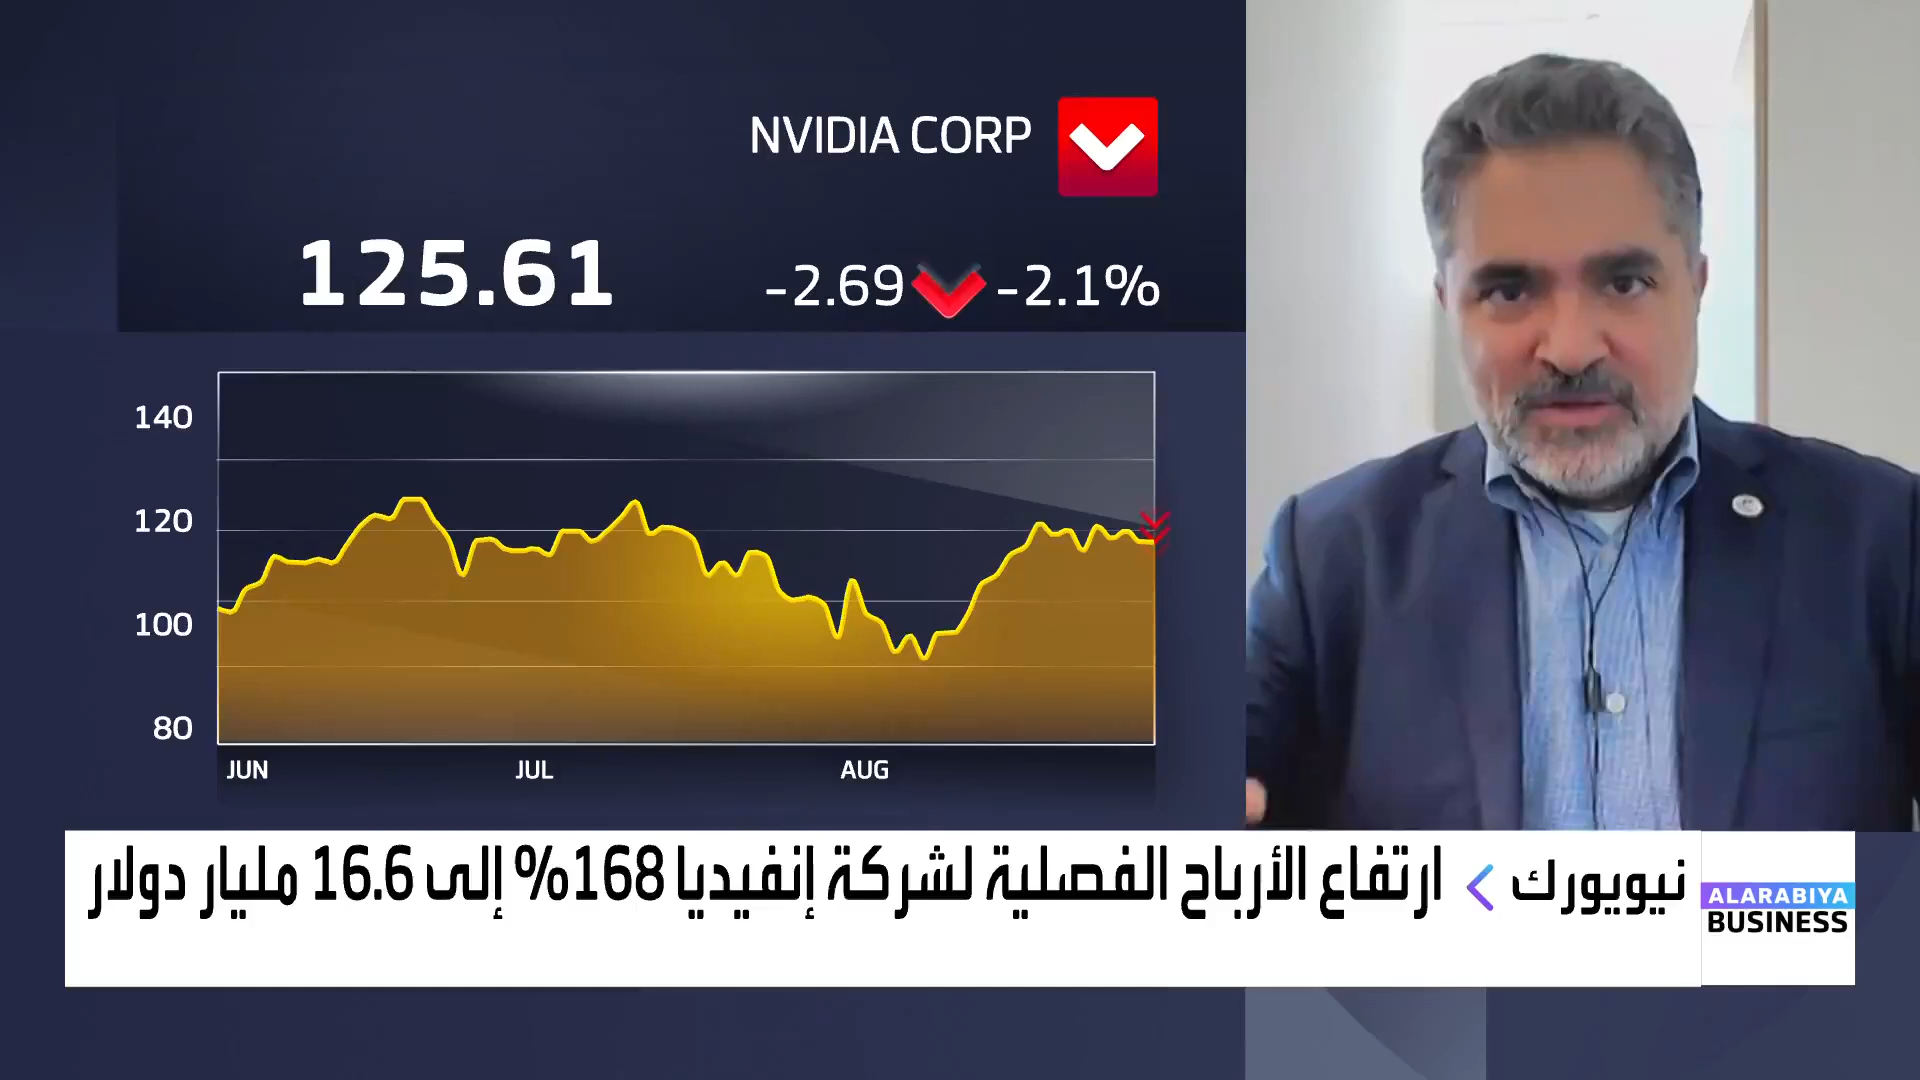 NVIDIA CORP
125.61
-2.69 -2.1%
140
120
100
80
JUN JUL AUG
نيويورك ارتفاع الأرباح الفصلية لشركة إنفيديا 168% إلى 16.6 مليار دولار
ALARABIYA
BUSINESS